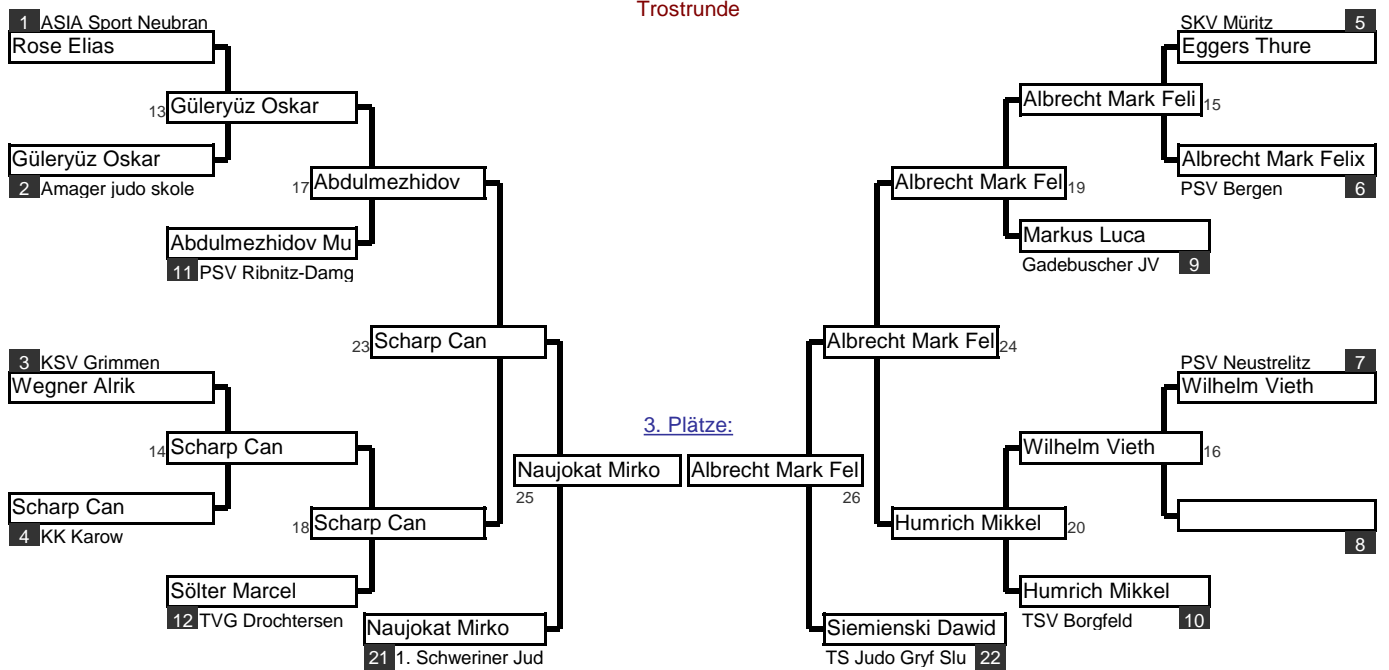 Trostrunde
1 ASIA Sport Neubran
Rose Elias
13 Güleryüz Oskar
Güleryüz Oskar
2 Amager judo skole
17 Abdulmezhidov
Abdulmezhidov Mu
11 PSV Ribnitz-Damg
23 Scharp Can
3 KSV Grimmen
Wegner Alrik
14 Scharp Can
Scharp Can
4 KK Karow
18 Scharp Can
Sölter Marcel
12 TVG Drochtersen
Naujokat Mirko
25
Naujokat Mirko
21 1. Schweriner Jud
3. Plätze:
SKV Müritz 5
Eggers Thure
Albrecht Mark Feli 15
Albrecht Mark Felix
PSV Bergen 6
Albrecht Mark Fel 19
Markus Luca
Gadebuscher JV 9
Albrecht Mark Fel 24
PSV Neustrelitz 7
Wilhelm Vieth
Wilhelm Vieth 16
8
Albrecht Mark Fel
26
Humrich Mikkel 20
Humrich Mikkel
TSV Borgfeld 10
Siemienski Dawid
TS Judo Gryf Slu 22